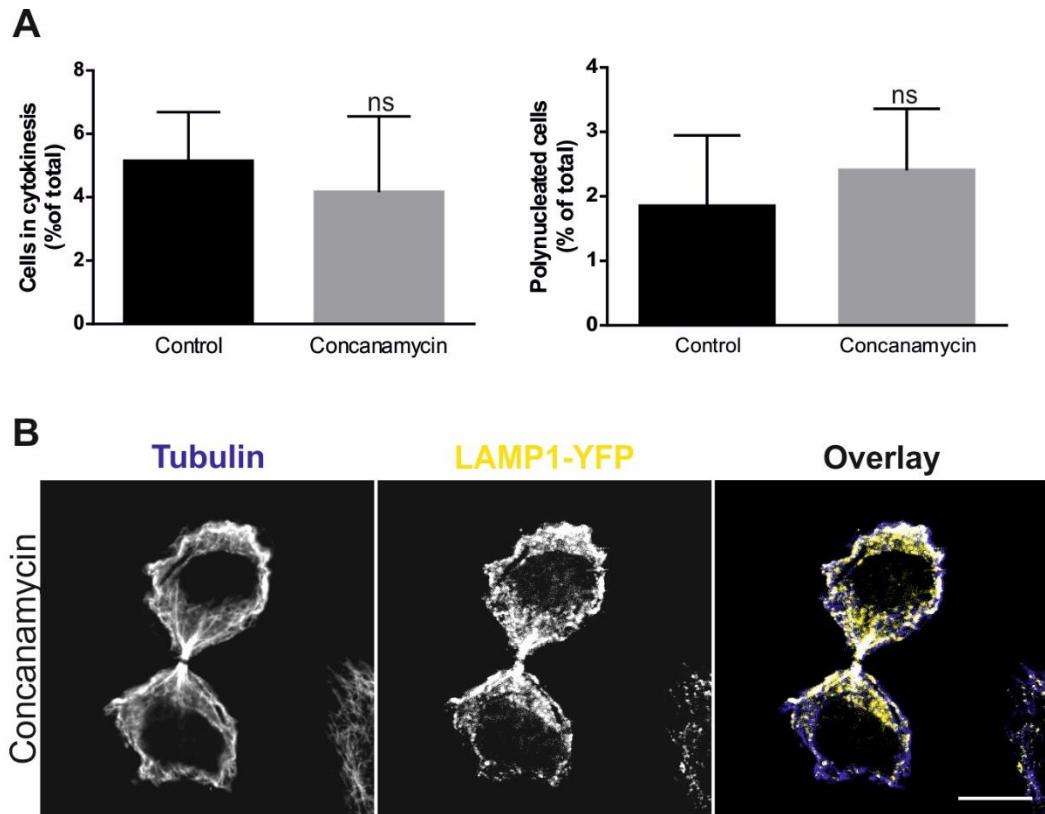 A
Cells in cytokinesis
(%of total)
8
6
4
2
0
ns
Control
Concanamycin
Polynucleated cells
(% of total)
4
3
2
1
0
ns
Control
Concanamycin
B
Tubulin
LAMP1-YFP
Overlay
Concanamycin